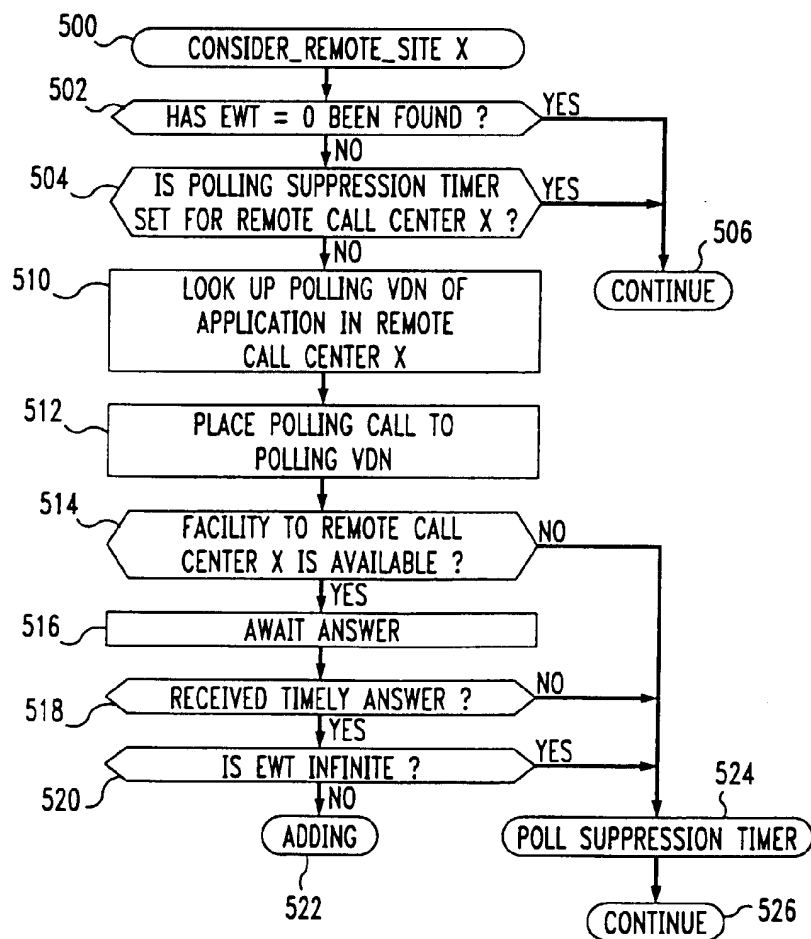 500
CONSIDER_REMOTE_SITE X
502
HAS EWT = 0 BEEN FOUND ?
YES
NO
504
IS POLLING SUPPRESSION TIMER
SET FOR REMOTE CALL CENTER X ?
YES
NO
506
CONTINUE
510
LOOK UP POLLING VDN OF
APPLICATION IN REMOTE
CALL CENTER X
512
PLACE POLLING CALL TO
POLLING VDN
514
FACILITY TO REMOTE CALL
CENTER X IS AVAILABLE ?
NO
YES
516
AWAIT ANSWER
518
RECEIVED TIMELY ANSWER ?
NO
YES
520
IS EWT INFINITE ?
YES
NO
524
ADDING
POLL SUPPRESSION TIMER
522
CONTINUE
526